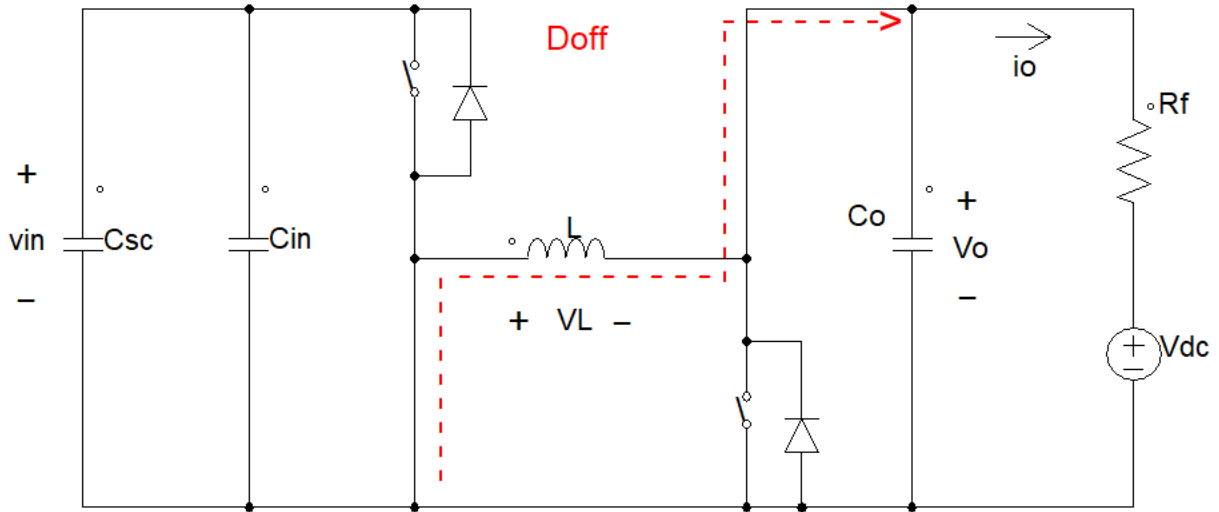 Doff
io
Rf
+
vin
−
Csc
Cin
L
+ VL −
Co
+
Vo
−
+
−
Vdc